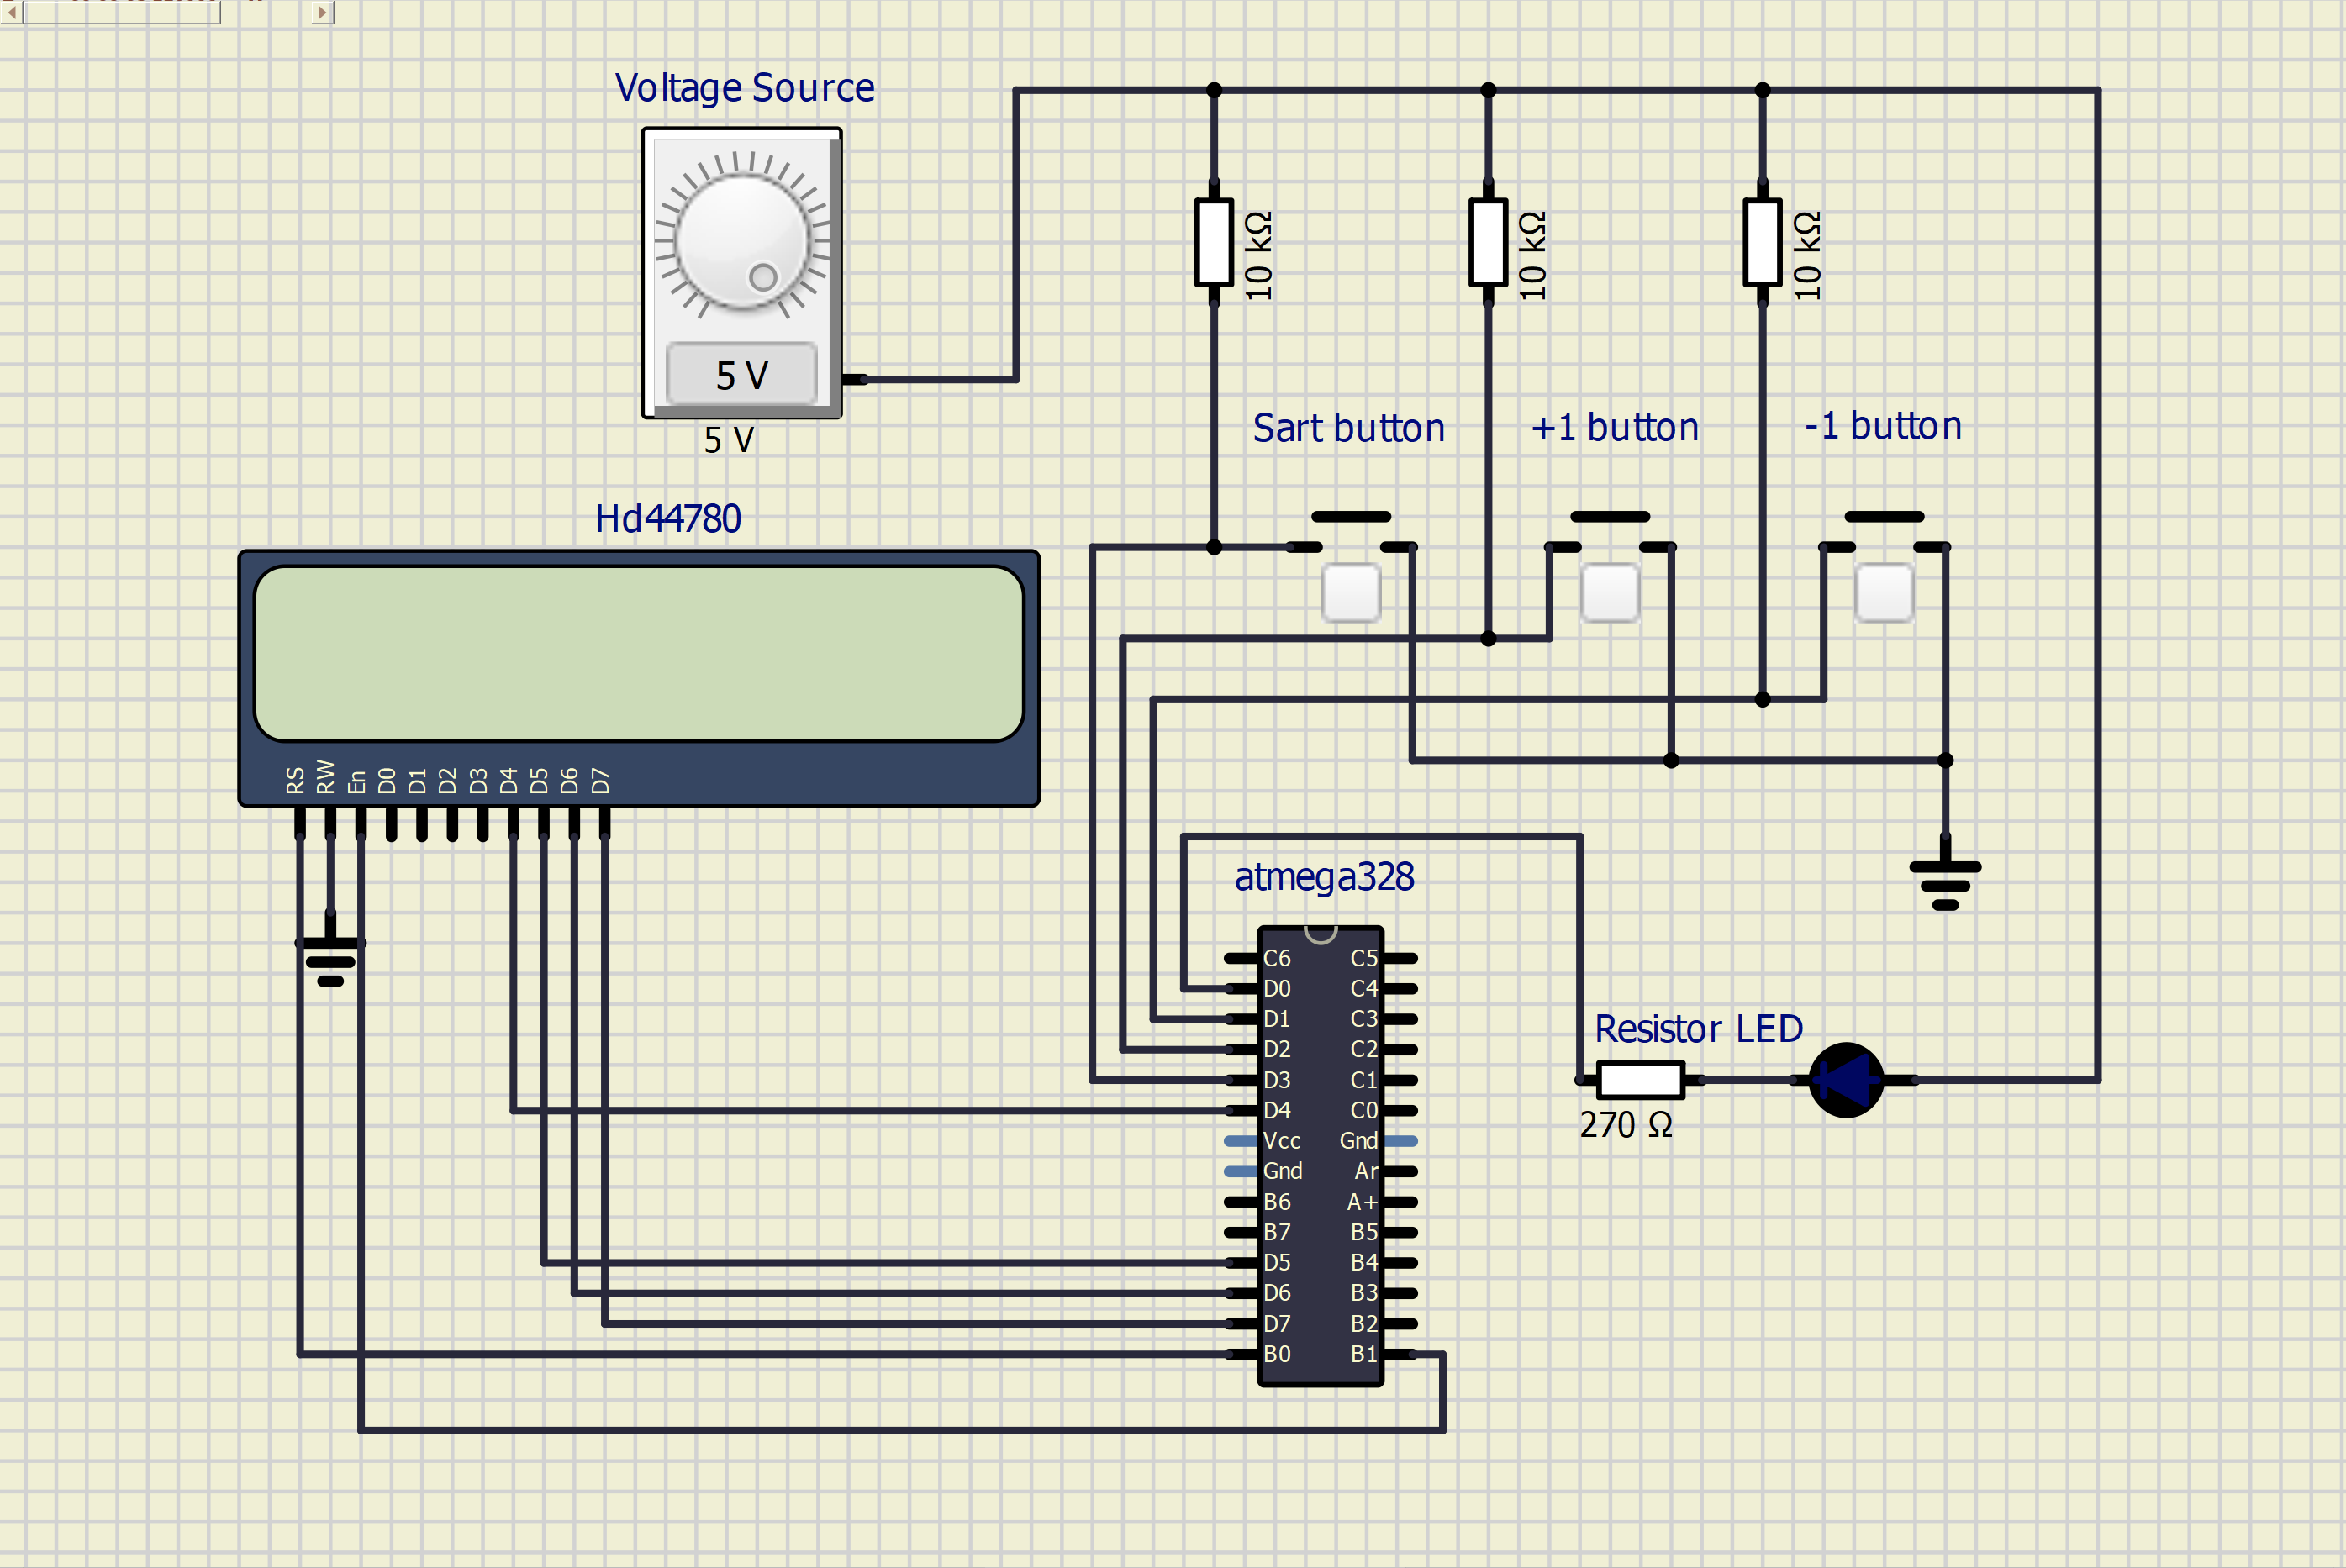 Voltage Source
5 V
5 V
10 kΩ
10 kΩ
10 kΩ
Sart button
+1 button
-1 button
Hd44780
RS
RW
En
D0
D1
D2
D3
D4
D5
D6
D7
atmega328
C6 C5
D0 C4
D1 C3
D2 C2
D3 C1
D4 C0
Vcc Gnd
Gnd Ar
B6 A+
B7 B5
D5 B4
D6 B3
D7 B2
B0 B1
Resistor LED
270 Ω